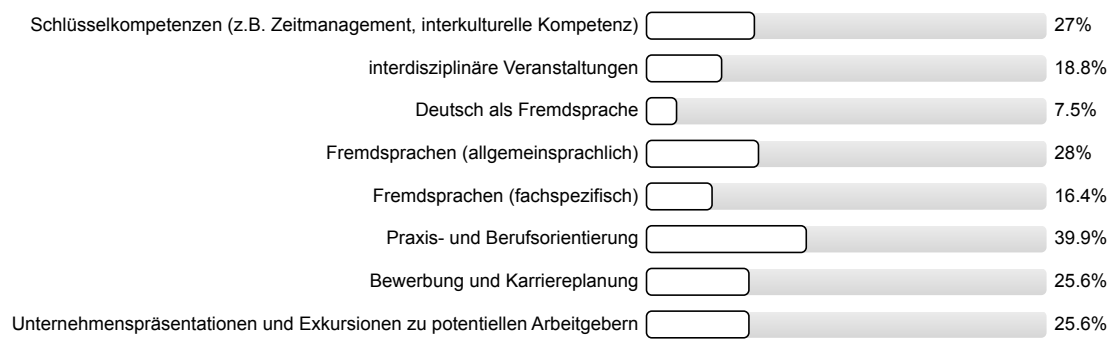 Schlüsselkompetenzen (z.B. Zeitmanagement, interkulturelle Kompetenz) 27%
interdisziplinäre Veranstaltungen 18.8%
Deutsch als Fremdsprache 7.5%
Fremdsprachen (allgemeinsprachlich) 28%
Fremdsprachen (fachspezifisch) 16.4%
Praxis- und Berufsorientierung 39.9%
Bewerbung und Karriereplanung 25.6%
Unternehmenspräsentationen und Exkursionen zu potentiellen Arbeitgebern 25.6%